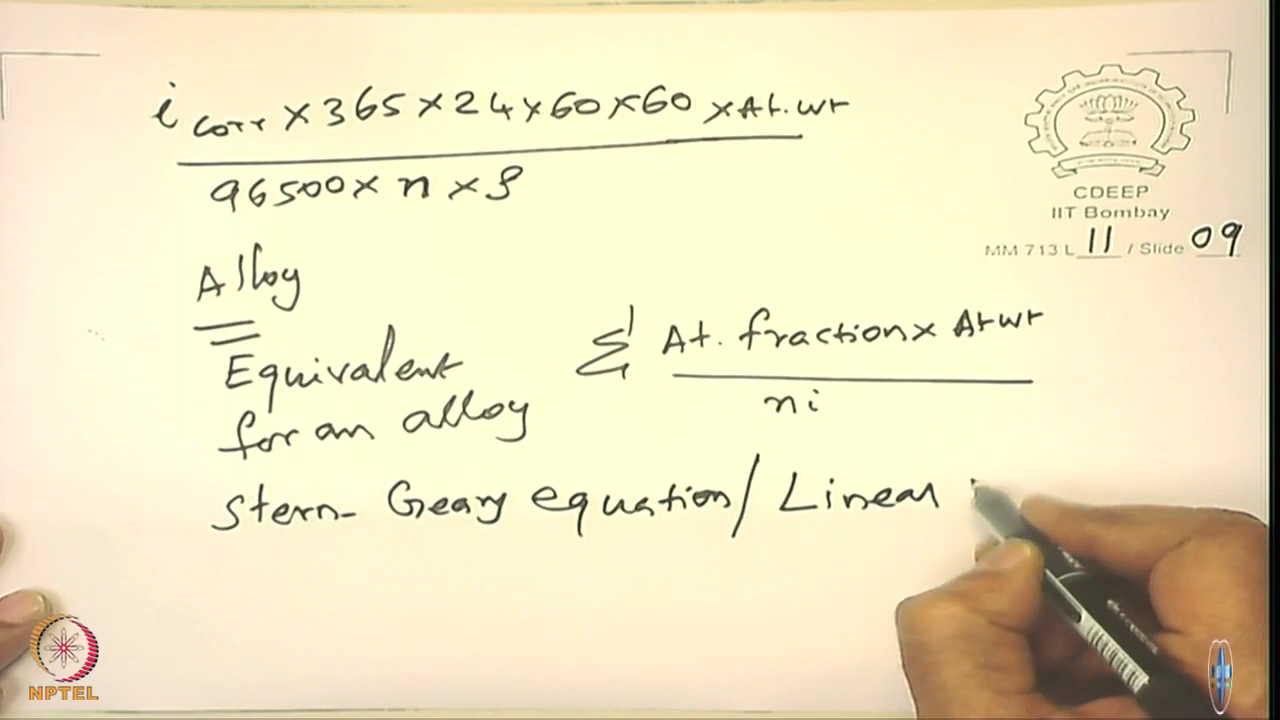 i corr × 365 × 24 × 60 × 60 × At. wt
96500 × n × ρ
CDEEP
IIT Bombay
MM 713 L 11 / Slide 09
Alloy
Equivalent
for an alloy
Σ At. fraction × At wt
ni
Stern - Geary equation / Linear
NPTEL